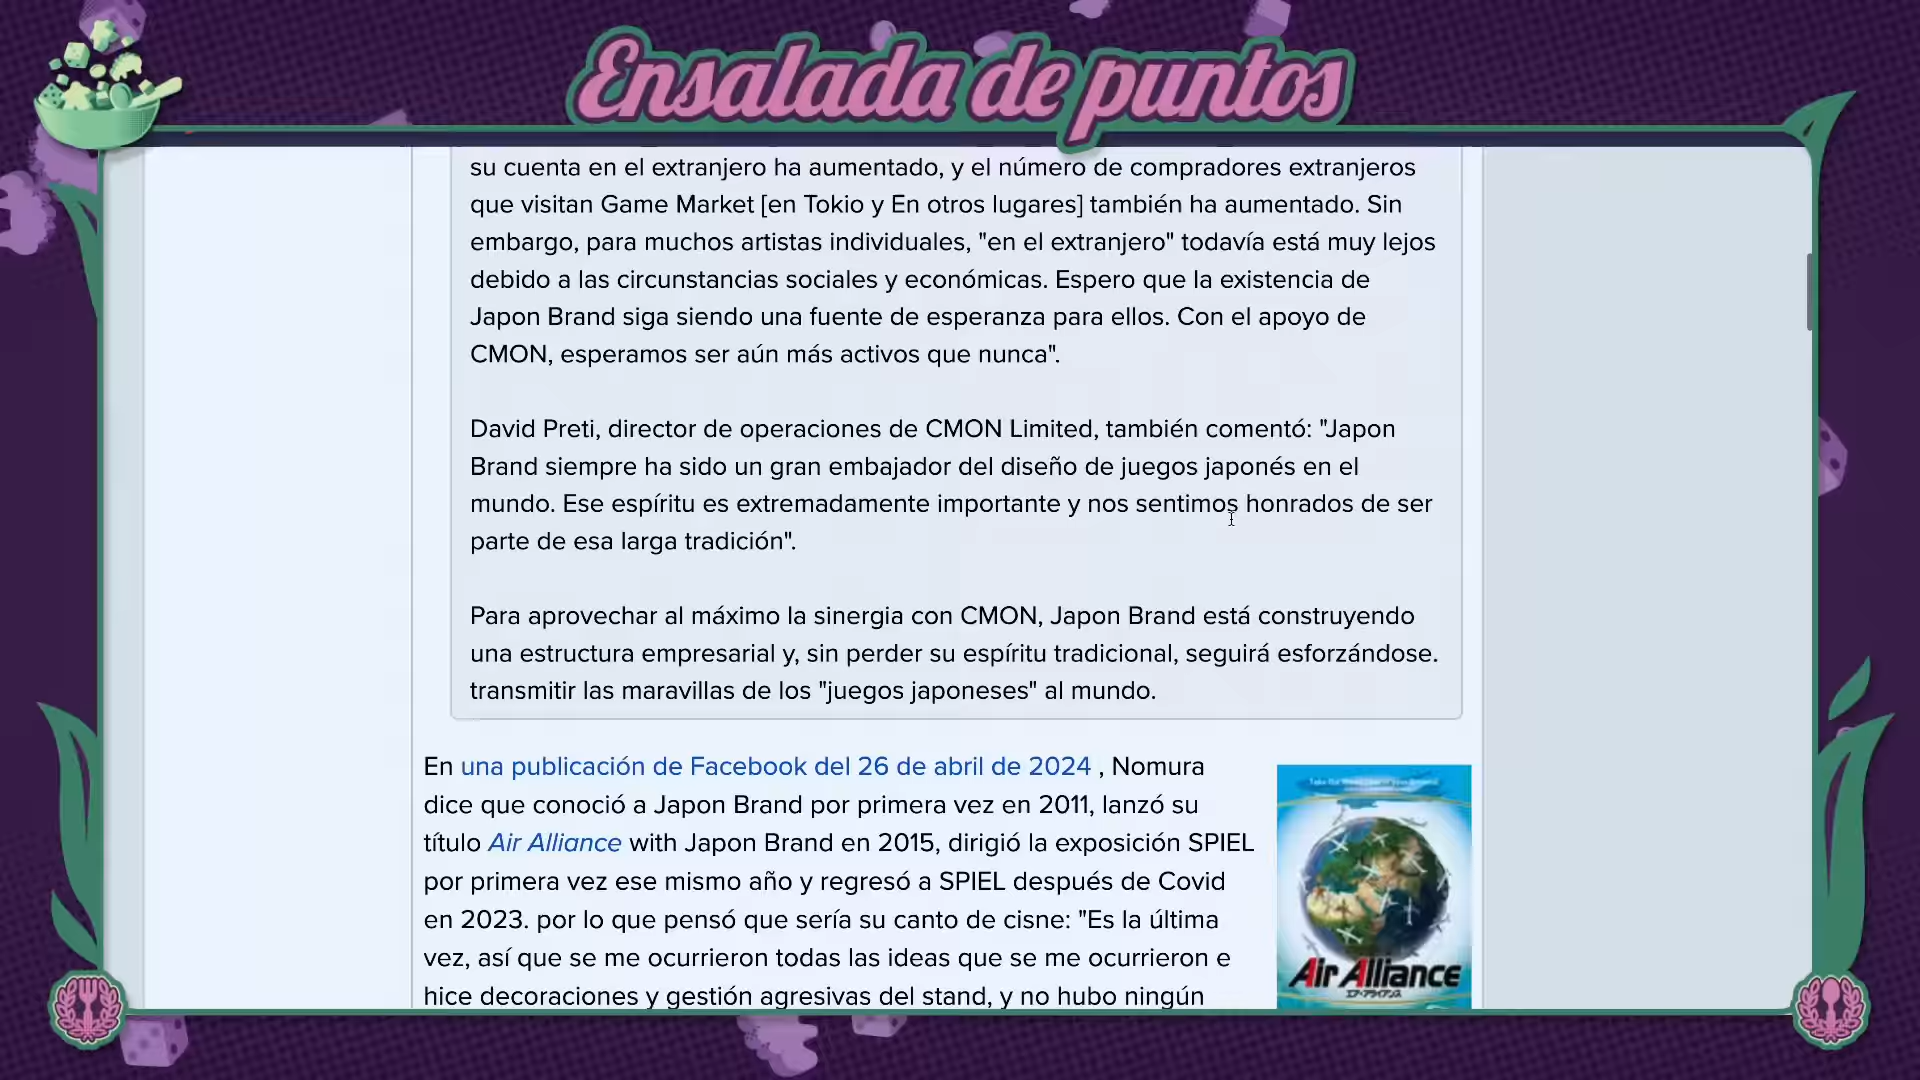 Ensalada de puntos
su cuenta en el extranjero ha aumentado, y el número de compradores extranjeros
que visitan Game Market [en Tokio y En otros lugares] también ha aumentado. Sin
embargo, para muchos artistas individuales, "en el extranjero" todavía está muy lejos
debido a las circunstancias sociales y económicas. Espero que la existencia de
Japon Brand siga siendo una fuente de esperanza para ellos. Con el apoyo de
CMON, esperamos ser aún más activos que nunca".
David Preti, director de operaciones de CMON Limited, también comentó: "Japon
Brand siempre ha sido un gran embajador del diseño de juegos japonés en el
mundo. Ese espíritu es extremadamente importante y nos sentimos honrados de ser
parte de esa larga tradición".
Para aprovechar al máximo la sinergia con CMON, Japon Brand está construyendo
una estructura empresarial y, sin perder su espíritu tradicional, seguirá esforzándose.
transmitir las maravillas de los "juegos japoneses" al mundo.
En una publicación de Facebook del 26 de abril de 2024 , Nomura
dice que conoció a Japon Brand por primera vez en 2011, lanzó su
título Air Alliance with Japon Brand en 2015, dirigió la exposición SPIEL
por primera vez ese mismo año y regresó a SPIEL después de Covid
en 2023. por lo que pensó que sería su canto de cisne: "Es la última
vez, así que se me ocurrieron todas las ideas que se me ocurrieron e
hice decoraciones y gestión agresivas del stand, y no hubo ningún
Air Alliance
エア・アライアンス